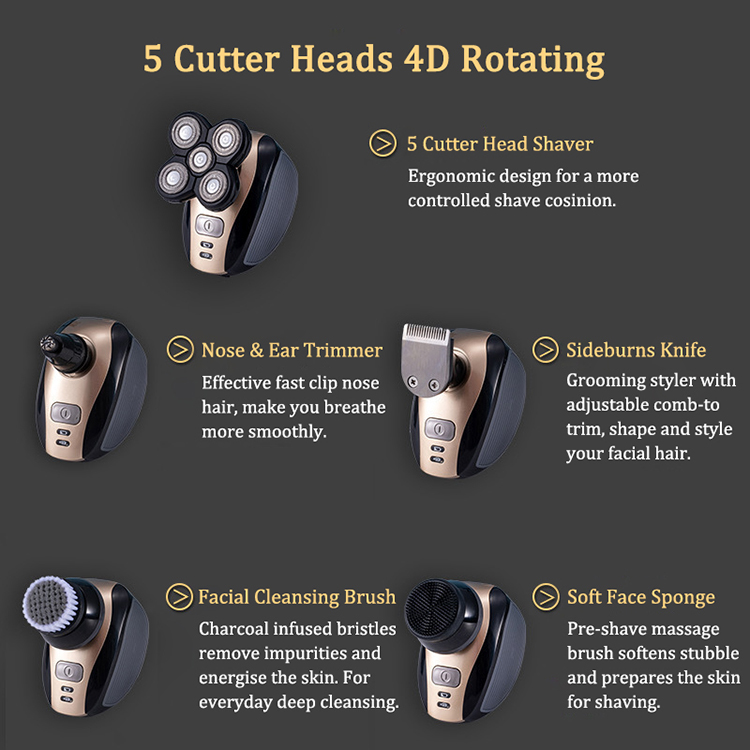 5 Cutter Heads 4D Rotating
5 Cutter Head Shaver
Ergonomic design for a more
controlled shave cosinion.
Nose & Ear Trimmer
Effective fast clip nose
hair, make you breathe
more smoothly.
Sideburns Knife
Grooming styler with
adjustable comb-to
trim, shape and style
your facial hair.
Facial Cleansing Brush
Charcoal infused bristles
remove impurities and
energise the skin. For
everyday deep cleansing.
Soft Face Sponge
Pre-shave massage
brush softens stubble
and prepares the skin
for shaving.